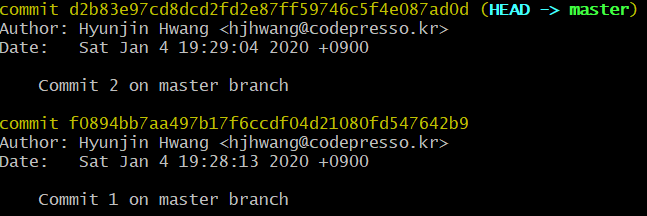 commit d2b83e97cd8dcd2fd2e87ff59746c5f4e087ad0d (HEAD -> master)
Author: Hyunjin Hwang <hjhwang@codepresso.kr>
Date:   Sat Jan 4 19:29:04 2020 +0900
    Commit 2 on master branch
commit f0894bb7aa497b17f6ccdf04d21080fd547642b9
Author: Hyunjin Hwang <hjhwang@codepresso.kr>
Date:   Sat Jan 4 19:28:13 2020 +0900
    Commit 1 on master branch